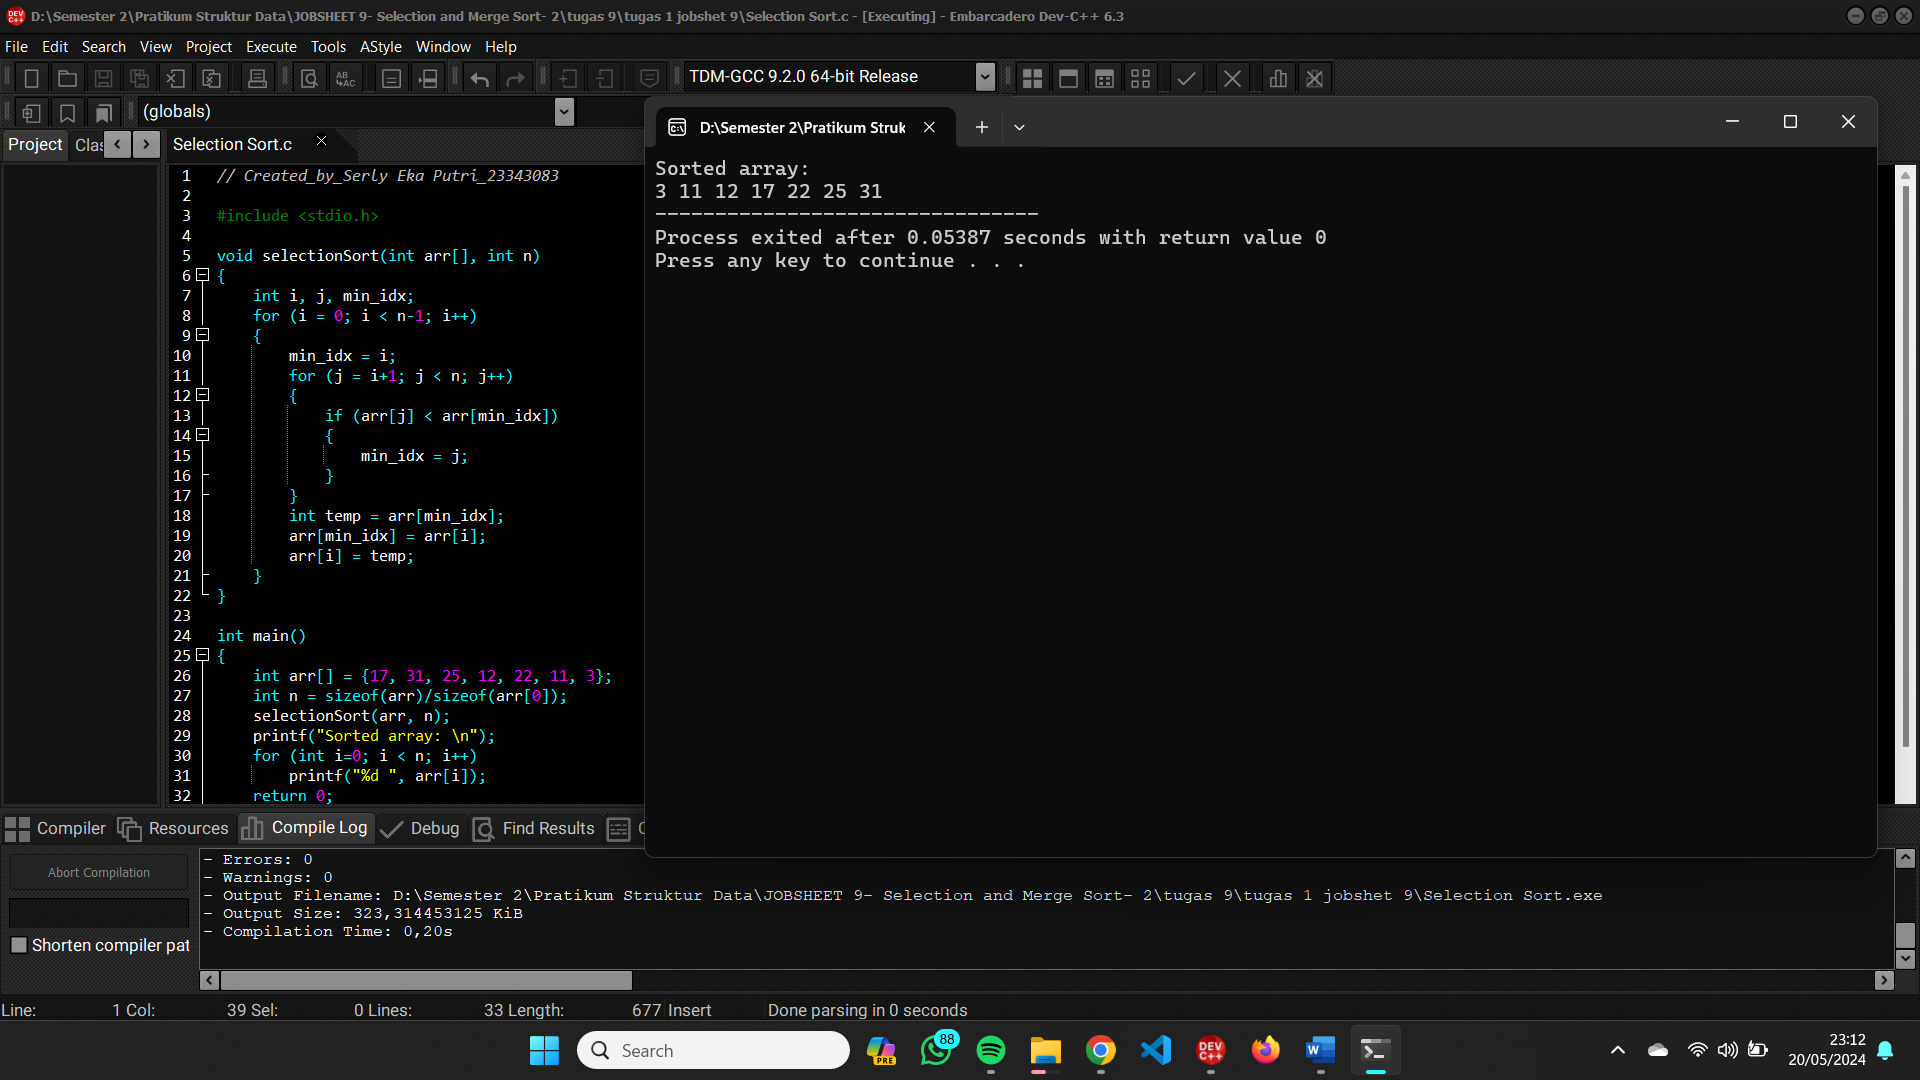 D:\Semester 2\Pratikum Struktur Data\JOBSHEET 9- Selection and Merge Sort- 2\tugas 9\tugas 1 jobshet 9\Selection Sort.c - [Executing] - Embarcadero Dev-C++ 6.3
File Edit Search View Project Execute Tools AStyle Window Help
TDM-GCC 9.2.0 64-bit Release
(globals)
Project Clas
Selection Sort.c
1 // Created_by_Serly Eka Putri_23343083
2
3 #include <stdio.h>
4
5 void selectionSort(int arr[], int n)
6 {
7 int i, j, min_idx;
8 for (i = 0; i < n-1; i++)
9 {
10 min_idx = i;
11 for (j = i+1; j < n; j++)
12 {
13 if (arr[j] < arr[min_idx])
14 {
15 min_idx = j;
16 }
17 }
18 int temp = arr[min_idx];
19 arr[min_idx] = arr[i];
20 arr[i] = temp;
21 }
22 }
23
24 int main()
25 {
26 int arr[] = {17, 31, 25, 12, 22, 11, 3};
27 int n = sizeof(arr)/sizeof(arr[0]);
28 selectionSort(arr, n);
29 printf("Sorted array: \n");
30 for (int i=0; i < n; i++)
31 printf("%d ", arr[i]);
32 return 0;
D:\Semester 2\Pratikum Struk
Sorted array:
3 11 12 17 22 25 31
--------------------------------
Process exited after 0.05387 seconds with return value 0
Press any key to continue . . .
Compiler Resources Compile Log Debug Find Results
Abort Compilation
Shorten compiler pat
- Errors: 0
- Warnings: 0
- Output Filename: D:\Semester 2\Pratikum Struktur Data\JOBSHEET 9- Selection and Merge Sort- 2\tugas 9\tugas 1 jobshet 9\Selection Sort.exe
- Output Size: 323,314453125 KiB
- Compilation Time: 0,20s
Line: 1 Col: 39 Sel: 0 Lines: 33 Length: 677 Insert Done parsing in 0 seconds
Search
PRE
88
DEV C++
23:12
20/05/2024